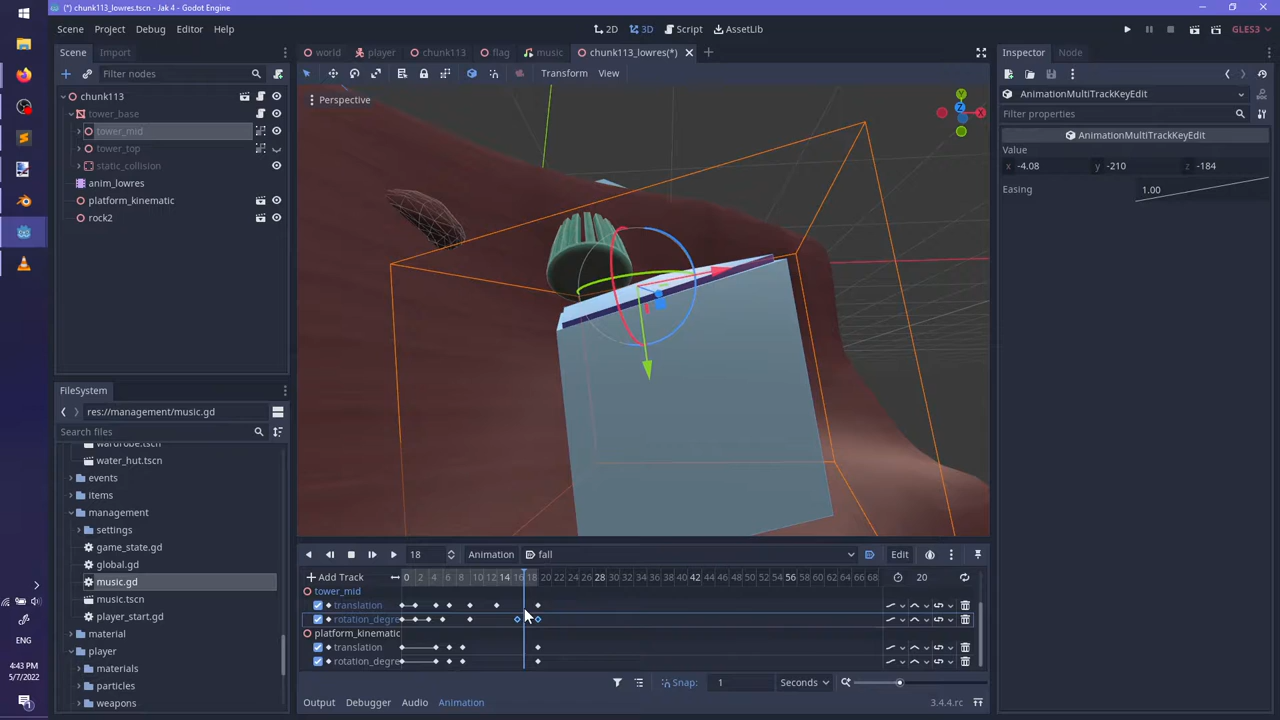 (*) chunk113_lowres.tscn - Jak 4 - Godot Engine
Scene Project Debug Editor Help
2D 3D Script AssetLib
GLES3
Scene Import
world player chunk113 flag music chunk113_lowres(*)
Inspector Node
Filter nodes
Transform View
chunk113
Perspective
Y
Z
X
AnimationMultiTrackKeyEdit
Filter properties
tower_base
tower_mid
AnimationMultiTrackKeyEdit
tower_top
Value
static_collision
x -4.08 y -210 z -184
anim_lowres
Easing 1.00
platform_kinematic
rock2
FileSystem
res://management/music.gd
Search files
wardrobe.tscn
water_hut.tscn
events
items
management
settings
game_state.gd
global.gd
music.gd
music.tscn
player_start.gd
material
player
materials
particles
weapons
18 Animation fall Edit
Add Track 0 2 4 6 8 10 12 14 16 18 20 22 24 26 28 30 32 34 36 38 40 42 44 46 48 50 52 54 56 58 60 62 64 66 68 20
tower_mid
translation
rotation_degre
platform_kinematic
translation
rotation_degre
Snap: 1 Seconds
Output Debugger Audio Animation 3.4.4.rc
ENG
4:43 PM
5/7/2022
1